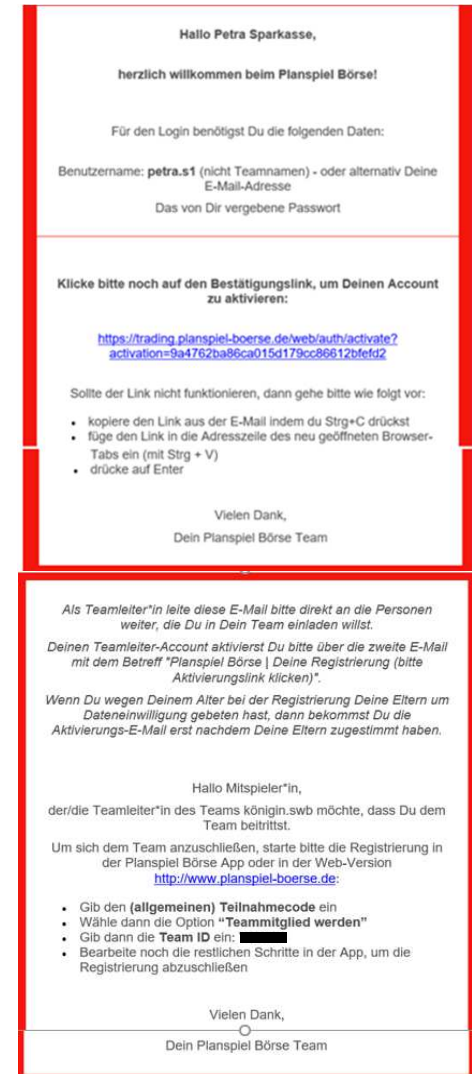 Hallo Petra Sparkasse,
herzlich willkommen beim Planspiel Börse!
Für den Login benötigst Du die folgenden Daten:
Benutzername: petra.s1 (nicht Teamnamen) - oder alternativ Deine
E-Mail-Adresse
Das von Dir vergebene Passwort
Klicke bitte noch auf den Bestätigungslink, um Deinen Account
zu aktivieren:
https://trading.planspiel-boerse.de/web/auth/activate?
activation=9a4762ba86ca015d179cc86612bfefd2
Sollte der Link nicht funktionieren, dann gehe bitte wie folgt vor:
• kopiere den Link aus der E-Mail indem du Strg+C drückst
• füge den Link in die Adresszeile des neu geöffneten Browser-
Tabs ein (mit Strg + V)
• drücke auf Enter
Vielen Dank,
Dein Planspiel Börse Team
Als Teamleiter*in leite diese E-Mail bitte direkt an die Personen
weiter, die Du in Dein Team einladen willst.
Deinen Teamleiter-Account aktivierst Du bitte über die zweite E-Mail
mit dem Betreff "Planspiel Börse | Deine Registrierung (bitte
Aktivierungslink klicken)".
Wenn Du wegen Deinem Alter bei der Registrierung Deine Eltern um
Dateneinwilligung gebeten hast, dann bekommst Du die
Aktivierungs-E-Mail erst nachdem Deine Eltern zugestimmt haben.
Hallo Mitspieler*in,
der/die Teamleiter*in des Teams königin.swb möchte, dass Du dem
Team beitrittst.
Um sich dem Team anzuschließen, starte bitte die Registrierung in
der Planspiel Börse App oder in der Web-Version
http://www.planspiel-boerse.de:
• Gib den (allgemeinen) Teilnahmecode ein
• Wähle dann die Option “Teammitglied werden”
• Gib dann die Team ID ein:
• Bearbeite noch die restlichen Schritte in der App, um die
Registrierung abzuschließen
Vielen Dank,
Dein Planspiel Börse Team